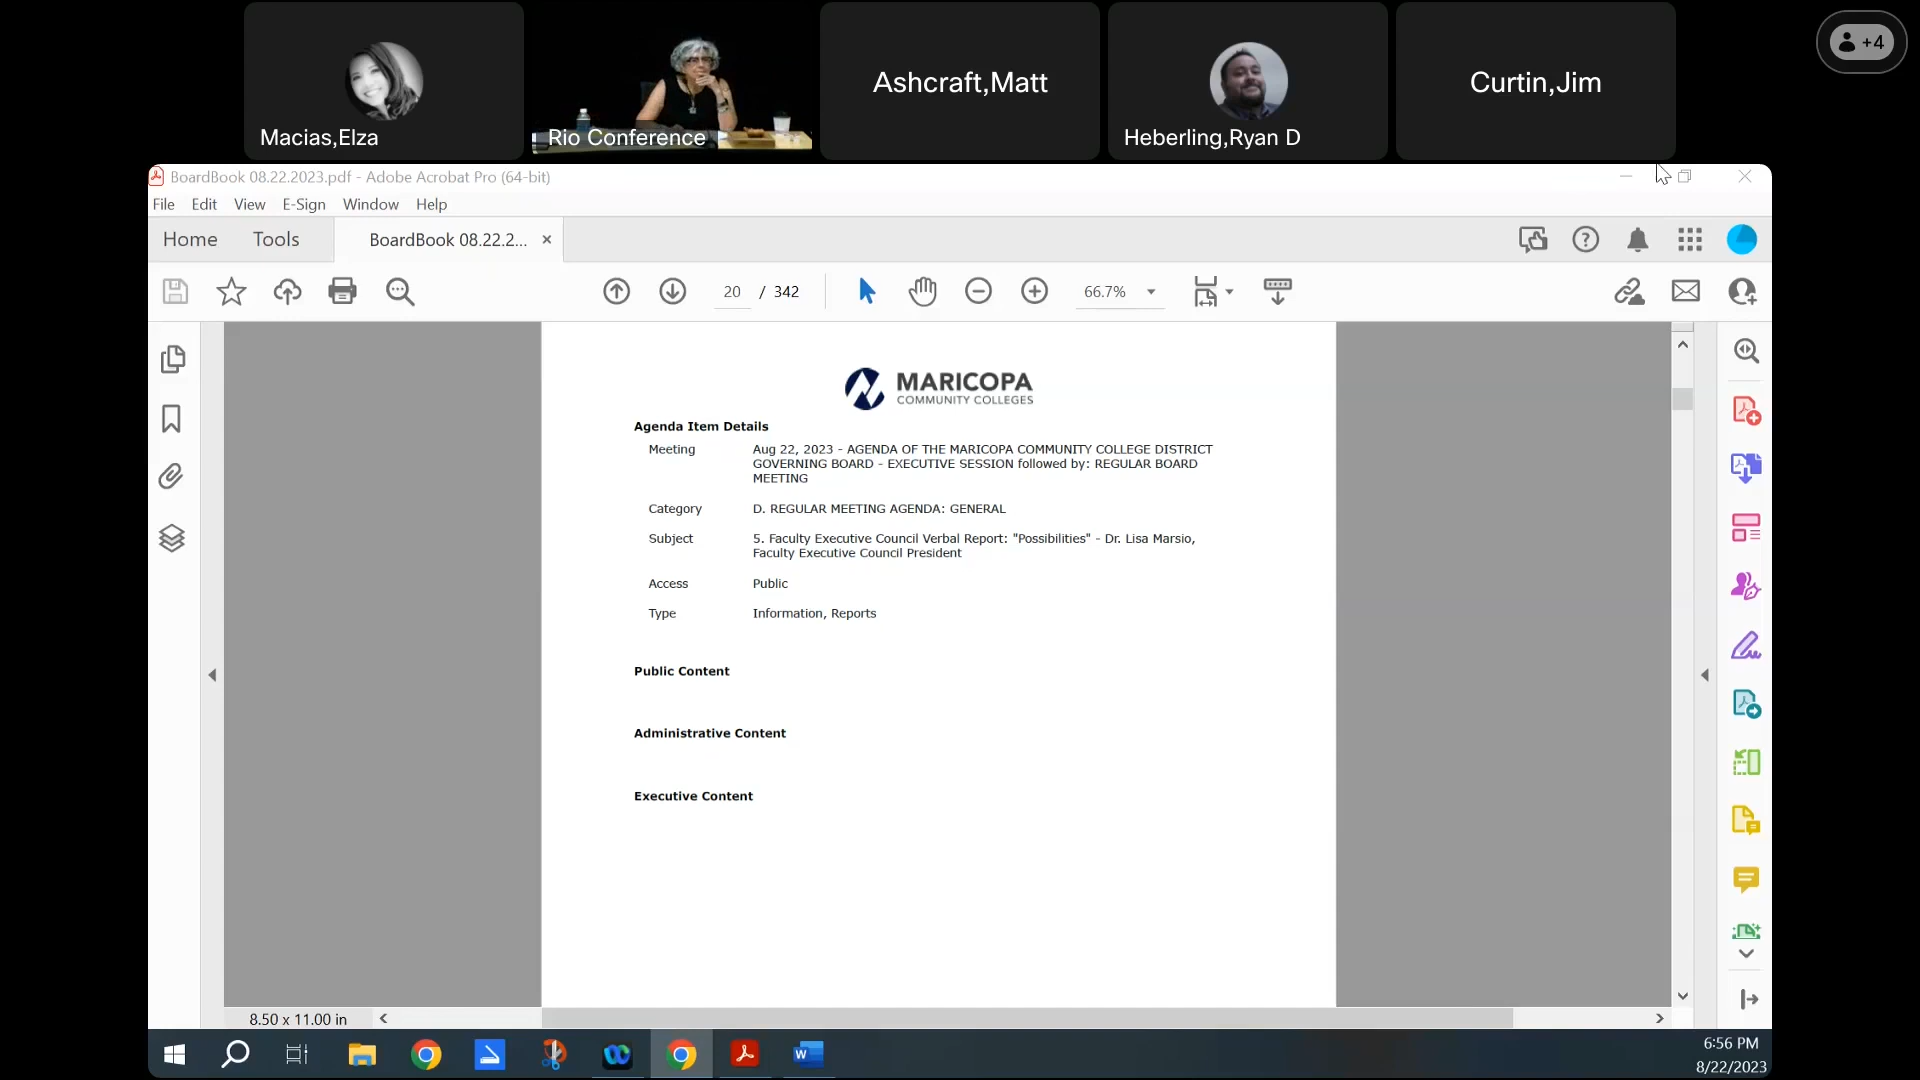 Macias,Elza
Rio Conference
Ashcraft,Matt
Heberling,Ryan D
Curtin,Jim
+4
BoardBook 08.22.2023.pdf - Adobe Acrobat Pro (64-bit)
File Edit View E-Sign Window Help
Home Tools BoardBook 08.22.2... ×
20 / 342 66.7%
MARICOPA
COMMUNITY COLLEGES
Agenda Item Details
Meeting Aug 22, 2023 - AGENDA OF THE MARICOPA COMMUNITY COLLEGE DISTRICT
GOVERNING BOARD - EXECUTIVE SESSION followed by: REGULAR BOARD
MEETING
Category D. REGULAR MEETING AGENDA: GENERAL
Subject 5. Faculty Executive Council Verbal Report: "Possibilities" - Dr. Lisa Marsio,
Faculty Executive Council President
Access Public
Type Information, Reports
Public Content
Administrative Content
Executive Content
8.50 x 11.00 in
6:56 PM
8/22/2023